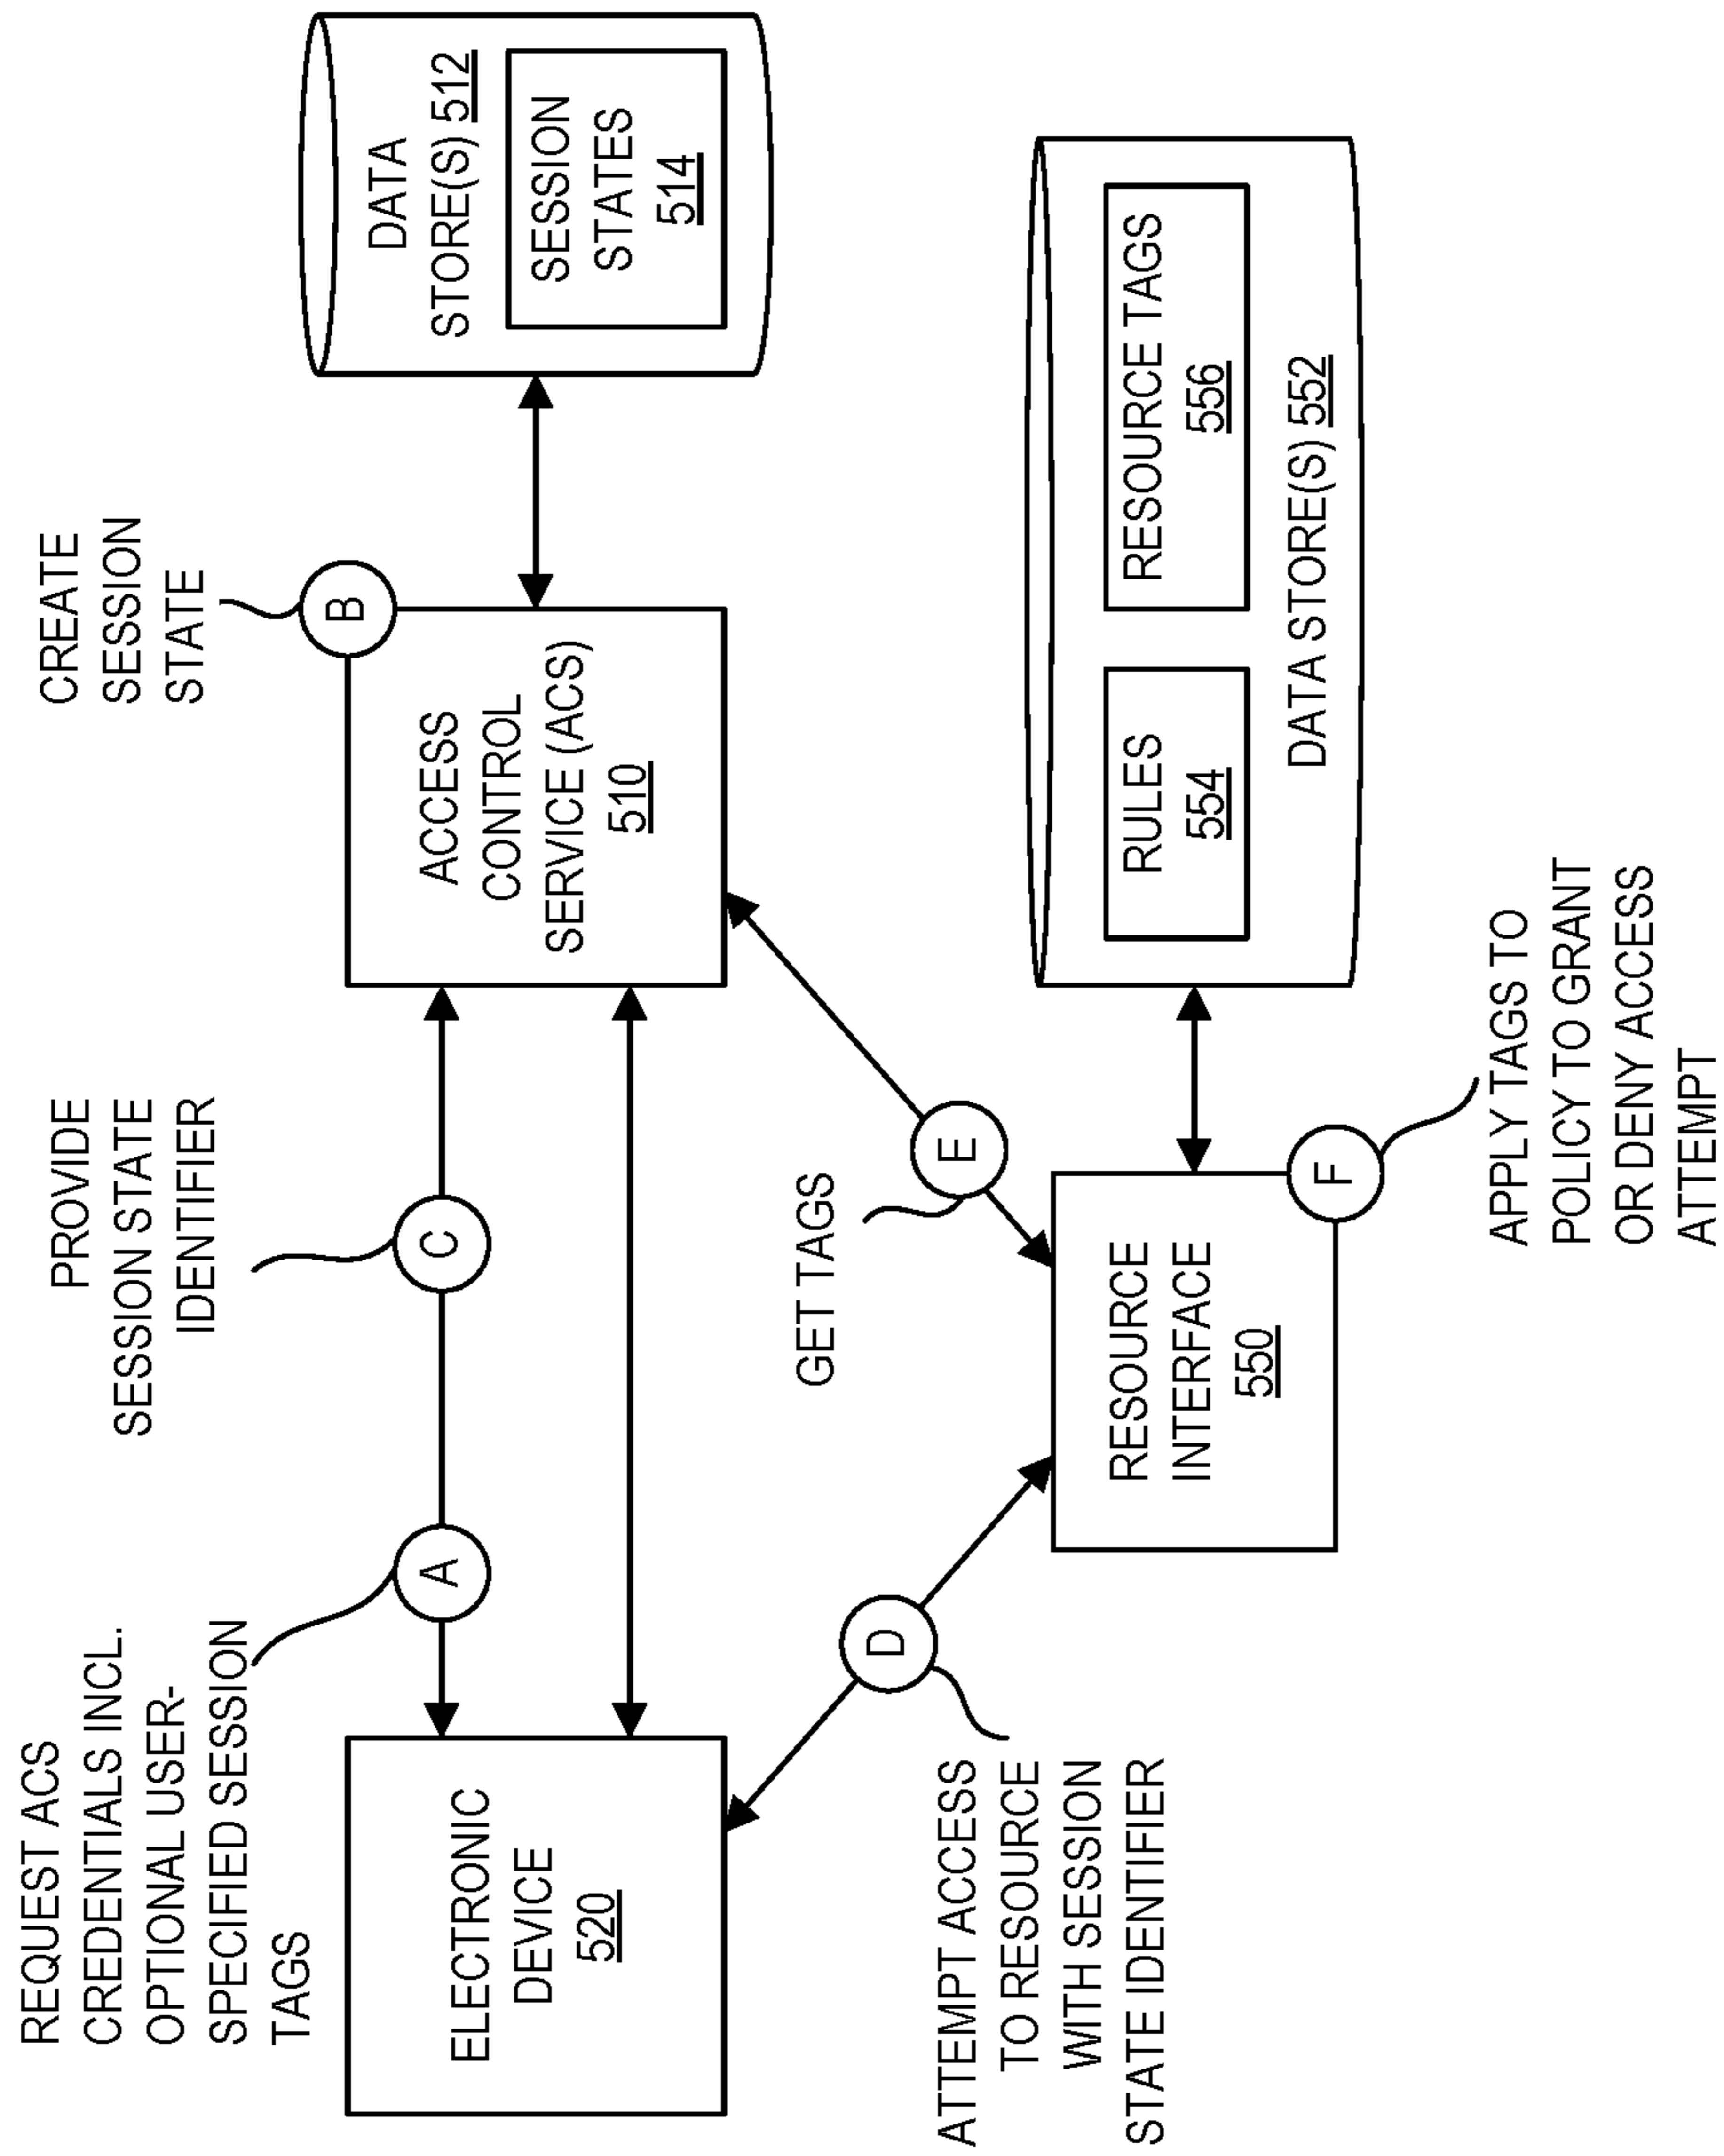 REQUEST ACS
CREDENTIALS INCL.
OPTIONAL USER-
SPECIFIED SESSION
TAGS
PROVIDE
SESSION STATE
IDENTIFIER
CREATE
SESSION
STATE
A
C
B
ELECTRONIC
DEVICE
520
ACCESS
CONTROL
SERVICE (ACS)
510
DATA
STORE(S) 512
SESSION
STATES
514
ATTEMPT ACCESS
TO RESOURCE
WITH SESSION
STATE IDENTIFIER
D
GET TAGS
E
RESOURCE
INTERFACE
550
F
RULES
554
RESOURCE TAGS
556
DATA STORE(S) 552
APPLY TAGS TO
POLICY TO GRANT
OR DENY ACCESS
ATTEMPT